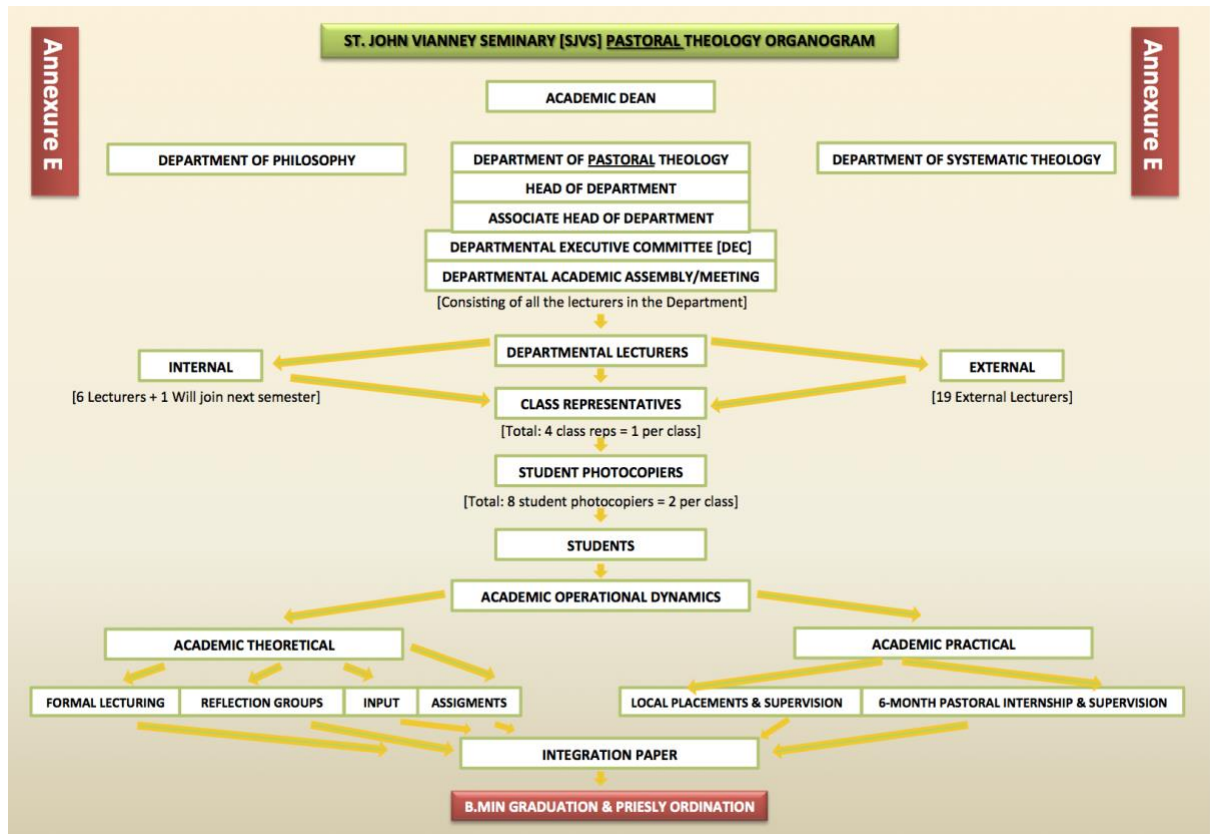 Annexure E
ST. JOHN VIANNEY SEMINARY [SJVS] PASTORAL THEOLOGY ORGANOGRAM
Annexure E
ACADEMIC DEAN
DEPARTMENT OF PHILOSOPHY
DEPARTMENT OF PASTORAL THEOLOGY
DEPARTMENT OF SYSTEMATIC THEOLOGY
HEAD OF DEPARTMENT
ASSOCIATE HEAD OF DEPARTMENT
DEPARTMENTAL EXECUTIVE COMMITTEE [DEC]
DEPARTMENTAL ACADEMIC ASSEMBLY/MEETING
[Consisting of all the lecturers in the Department]
DEPARTMENTAL LECTURERS
INTERNAL
EXTERNAL
[6 Lecturers + 1 Will join next semester]
[19 External Lecturers]
CLASS REPRESENTATIVES
[Total: 4 class reps = 1 per class]
STUDENT PHOTOCOPIERS
[Total: 8 student photocopiers = 2 per class]
STUDENTS
ACADEMIC OPERATIONAL DYNAMICS
ACADEMIC THEORETICAL
ACADEMIC PRACTICAL
FORMAL LECTURING
REFLECTION GROUPS
INPUT
ASSIGMENTS
LOCAL PLACEMENTS & SUPERVISION
6-MONTH PASTORAL INTERNSHIP & SUPERVISION
INTEGRATION PAPER
B.MIN GRADUATION & PRIESLY ORDINATION